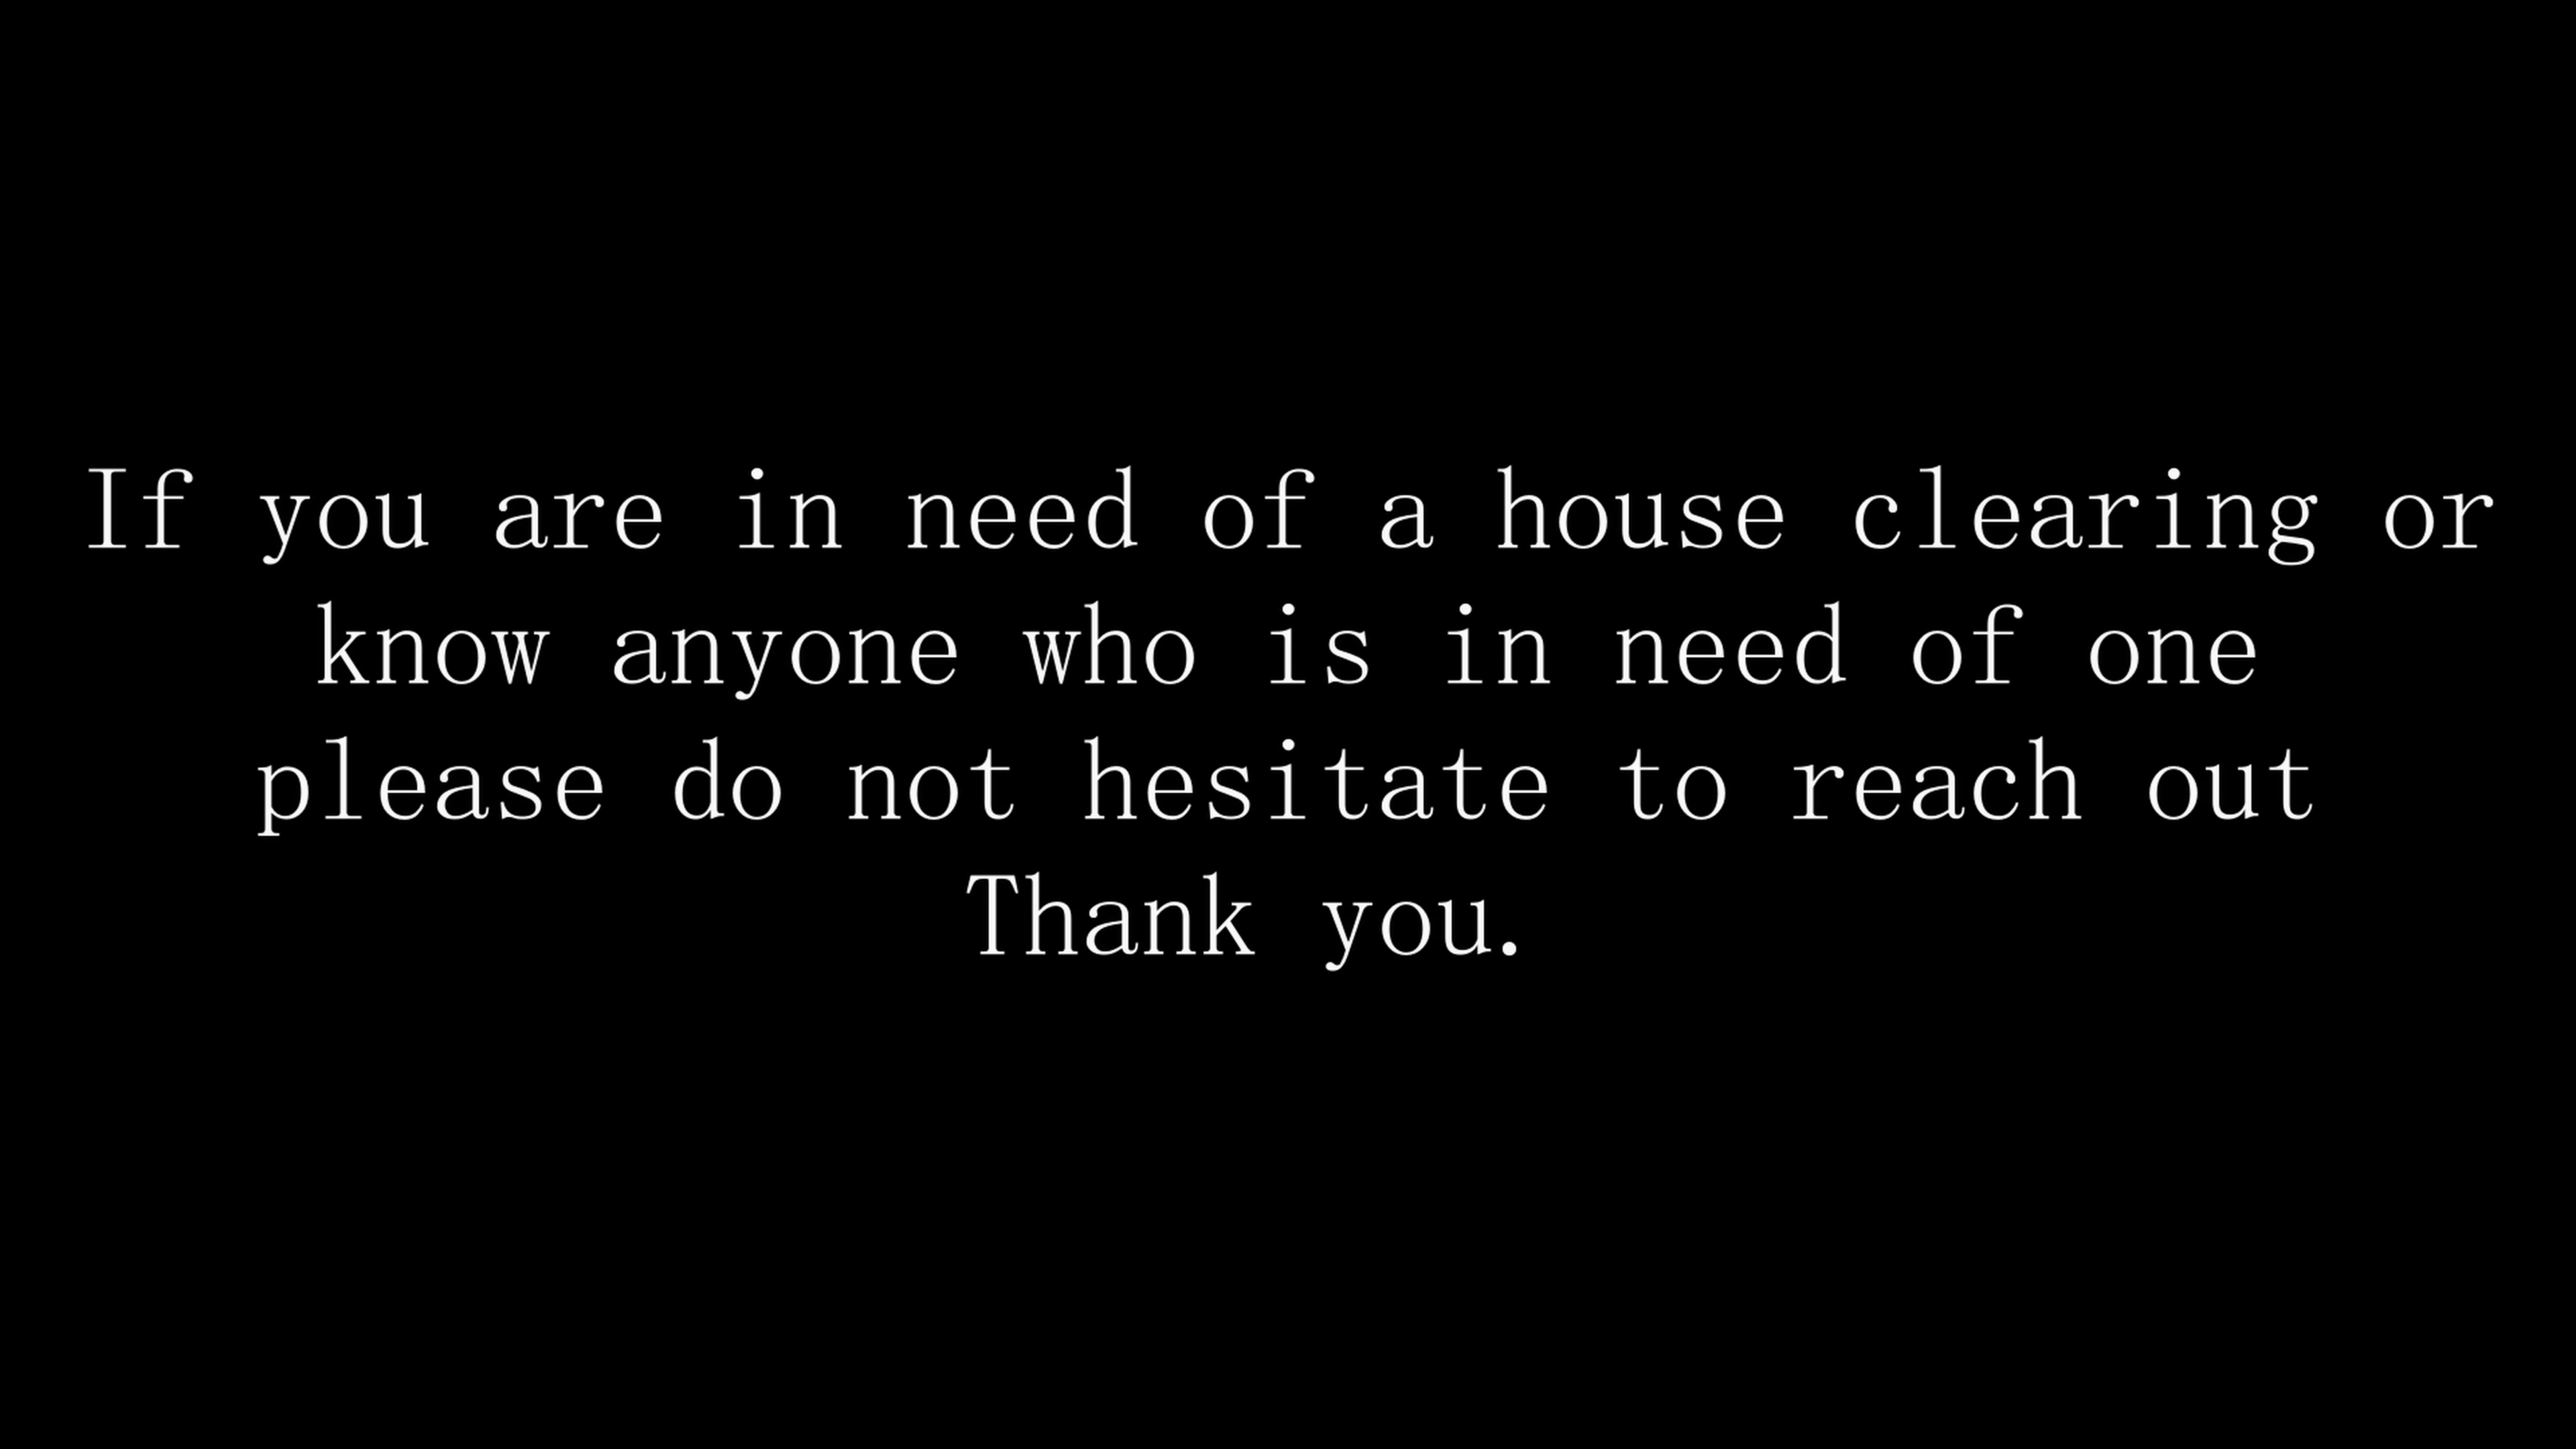 If you are in need of a house clearing or
know anyone who is in need of one
please do not hesitate to reach out
Thank you.